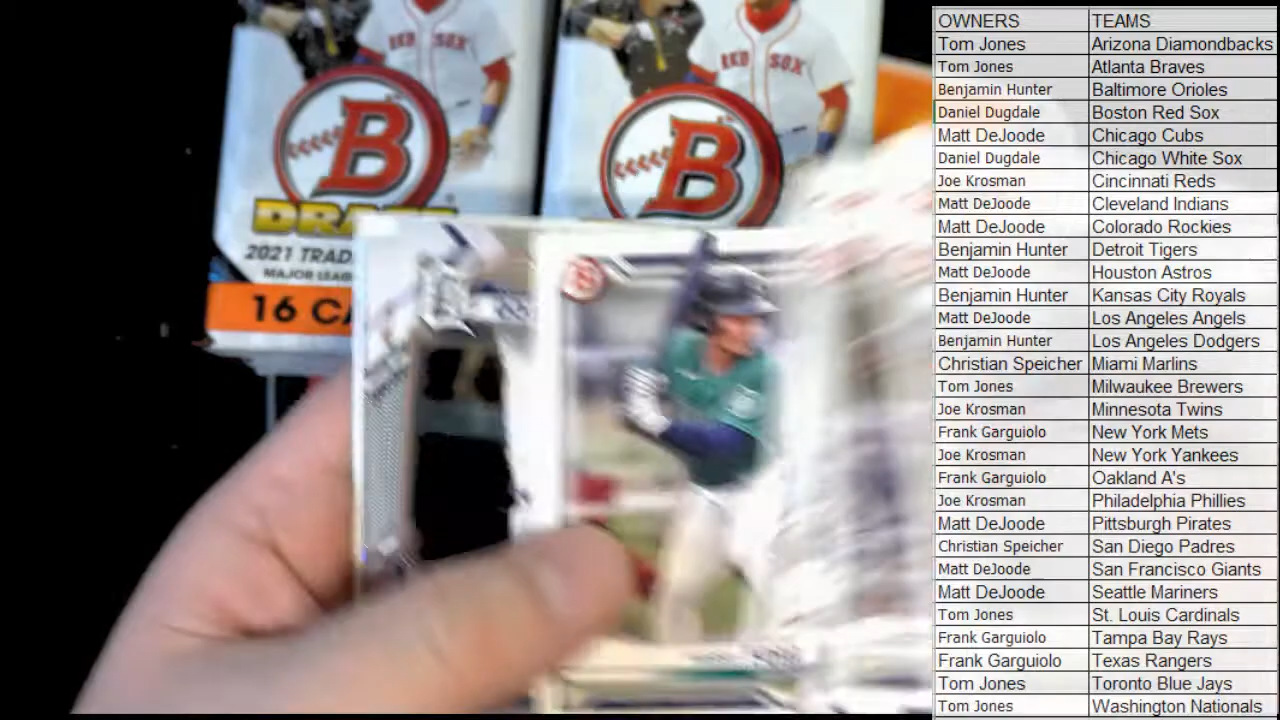 RED SOX
RED SOX
B
B
DRAFT
2021 TRAD
MAJOR LEAG
16 CA
OWNERS TEAMS
Tom Jones Arizona Diamondbacks
Tom Jones Atlanta Braves
Benjamin Hunter Baltimore Orioles
Daniel Dugdale Boston Red Sox
Matt DeJoode Chicago Cubs
Daniel Dugdale Chicago White Sox
Joe Krosman Cincinnati Reds
Matt DeJoode Cleveland Indians
Matt DeJoode Colorado Rockies
Benjamin Hunter Detroit Tigers
Matt DeJoode Houston Astros
Benjamin Hunter Kansas City Royals
Matt DeJoode Los Angeles Angels
Benjamin Hunter Los Angeles Dodgers
Christian Speicher Miami Marlins
Tom Jones Milwaukee Brewers
Joe Krosman Minnesota Twins
Frank Garguiolo New York Mets
Joe Krosman New York Yankees
Frank Garguiolo Oakland A's
Joe Krosman Philadelphia Phillies
Matt DeJoode Pittsburgh Pirates
Christian Speicher San Diego Padres
Matt DeJoode San Francisco Giants
Matt DeJoode Seattle Mariners
Tom Jones St. Louis Cardinals
Frank Garguiolo Tampa Bay Rays
Frank Garguiolo Texas Rangers
Tom Jones Toronto Blue Jays
Tom Jones Washington Nationals